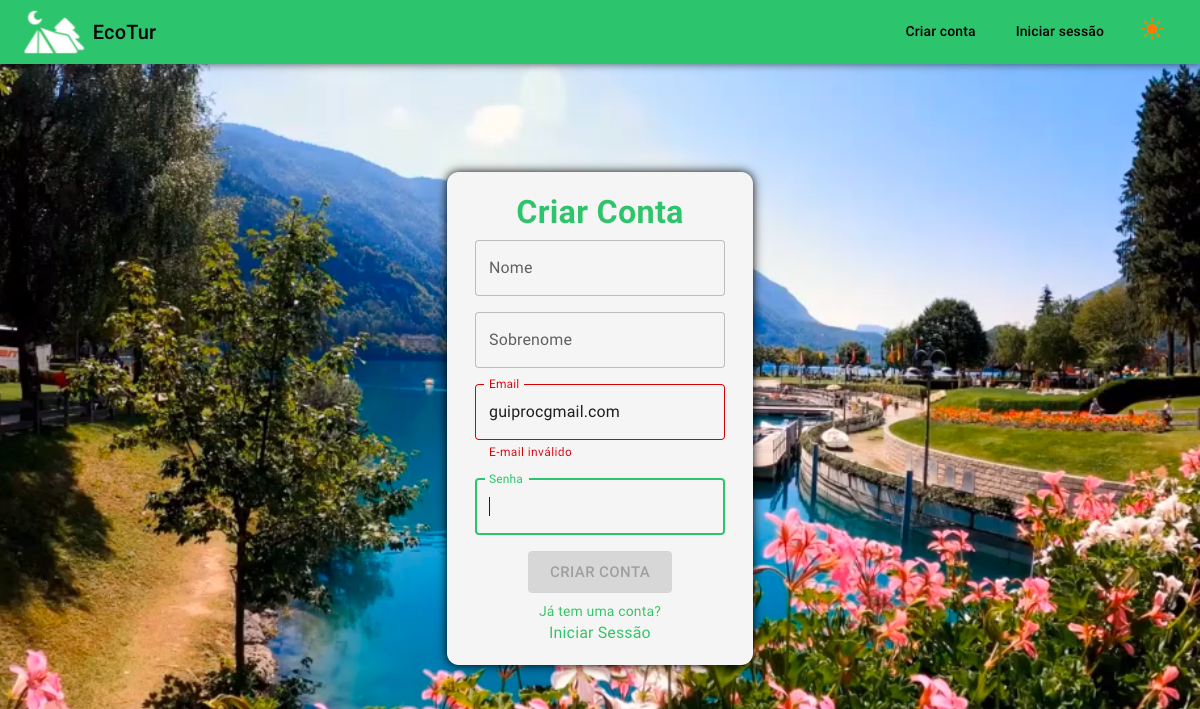 EcoTur
Criar conta
Iniciar sessão
Criar Conta
Nome
Sobrenome
Email
guiprocgmail.com
E-mail inválido
Senha
CRIAR CONTA
Já tem uma conta?
Iniciar Sessão